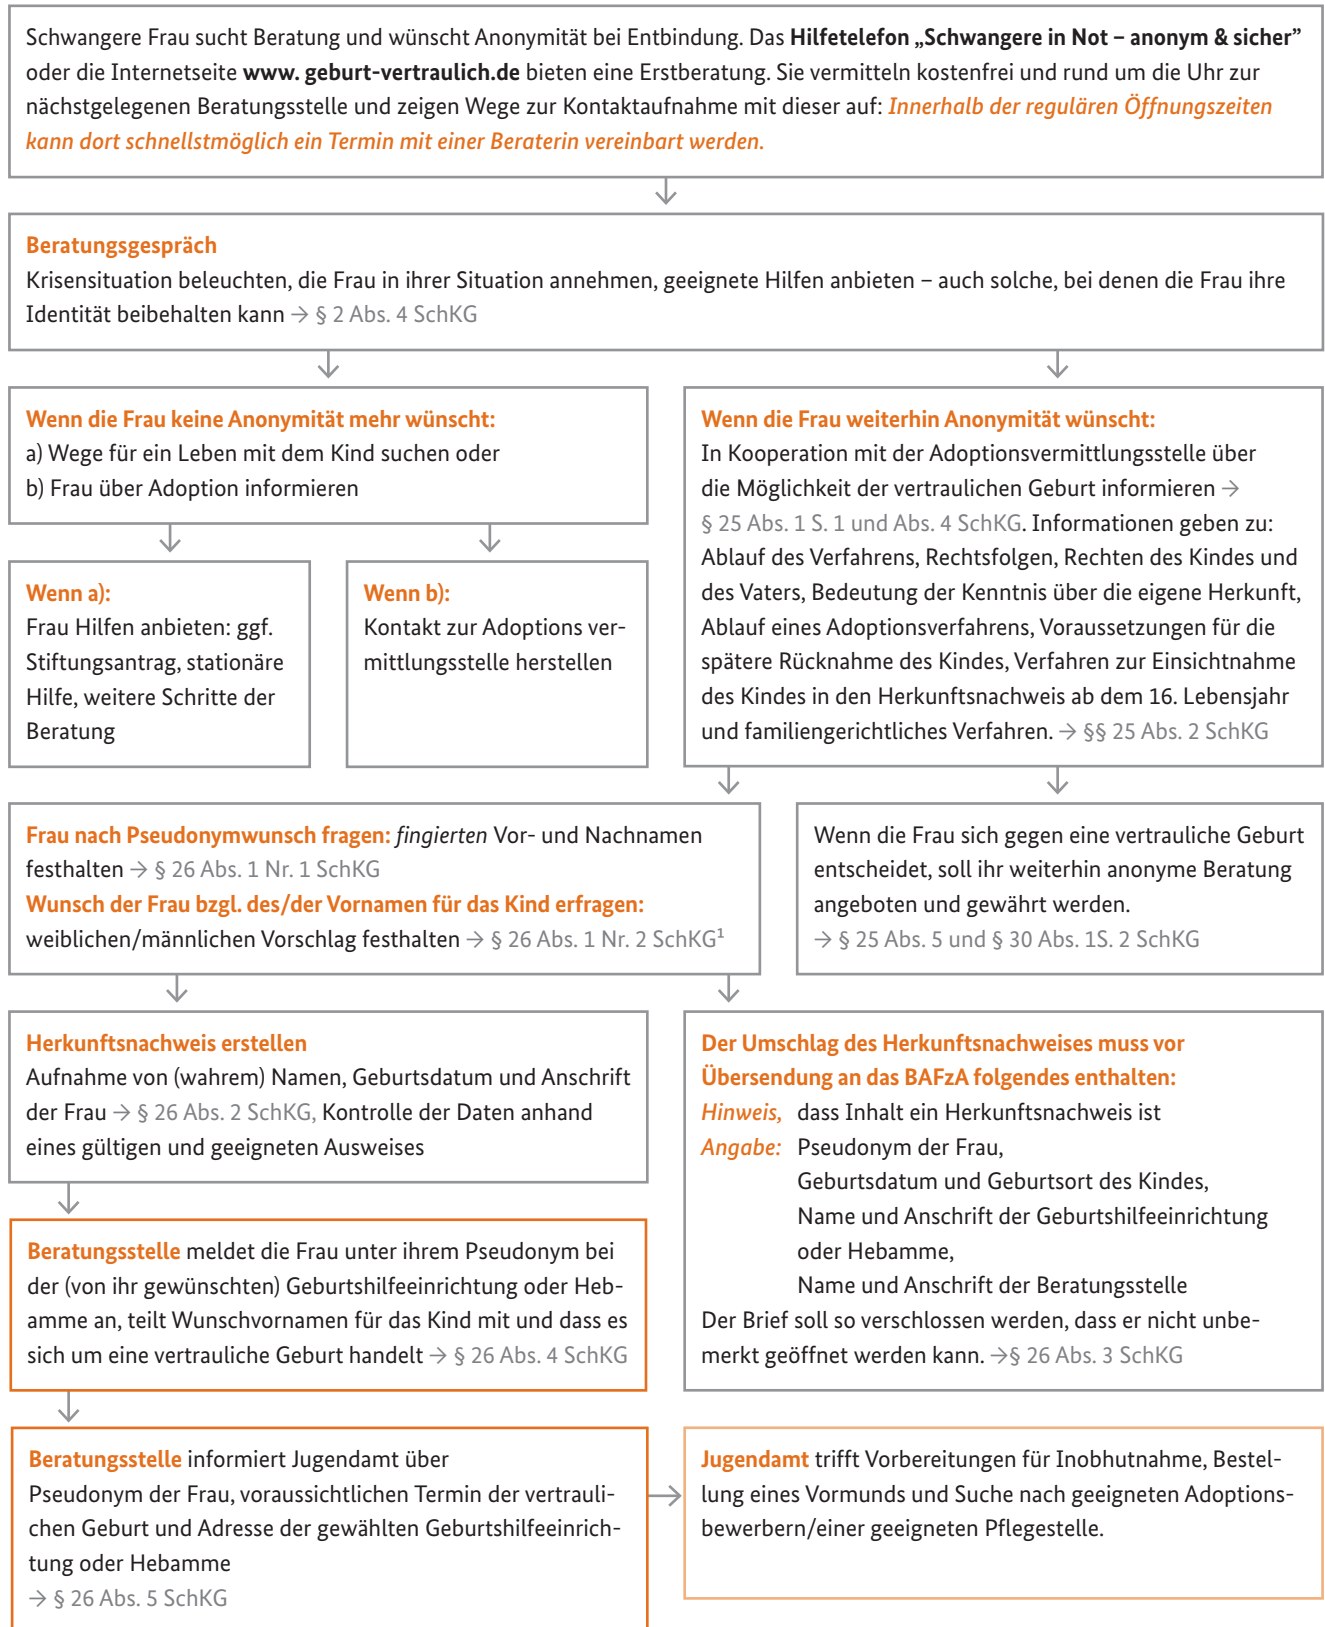 Schwangere Frau sucht Beratung und wünscht Anonymität bei Entbindung. Das Hilfetelefon „Schwangere in Not – anonym & sicher”
oder die Internetseite www. geburt-vertraulich.de bieten eine Erstberatung. Sie vermitteln kostenfrei und rund um die Uhr zur
nächstgelegenen Beratungsstelle und zeigen Wege zur Kontaktaufnahme mit dieser auf: Innerhalb der regulären Öffnungszeiten
kann dort schnellstmöglich ein Termin mit einer Beraterin vereinbart werden.
Beratungsgespräch
Krisensituation beleuchten, die Frau in ihrer Situation annehmen, geeignete Hilfen anbieten – auch solche, bei denen die Frau ihre
Identität beibehalten kann → § 2 Abs. 4 SchKG
Wenn die Frau keine Anonymität mehr wünscht:
a) Wege für ein Leben mit dem Kind suchen oder
b) Frau über Adoption informieren
Wenn a):
Frau Hilfen anbieten: ggf.
Stiftungsantrag, stationäre
Hilfe, weitere Schritte der
Beratung
Wenn b):
Kontakt zur Adoptions ver-
mittlungsstelle herstellen
Wenn die Frau weiterhin Anonymität wünscht:
In Kooperation mit der Adoptionsvermittlungsstelle über
die Möglichkeit der vertraulichen Geburt informieren →
§ 25 Abs. 1 S. 1 und Abs. 4 SchKG. Informationen geben zu:
Ablauf des Verfahrens, Rechtsfolgen, Rechten des Kindes und
des Vaters, Bedeutung der Kenntnis über die eigene Herkunft,
Ablauf eines Adoptionsverfahrens, Voraussetzungen für die
spätere Rücknahme des Kindes, Verfahren zur Einsichtnahme
des Kindes in den Herkunftsnachweis ab dem 16. Lebensjahr
und familiengerichtliches Verfahren. → §§ 25 Abs. 2 SchKG
Frau nach Pseudonymwunsch fragen: fingierten Vor- und Nachnamen
festhalten → § 26 Abs. 1 Nr. 1 SchKG
Wunsch der Frau bzgl. des/der Vornamen für das Kind erfragen:
weiblichen/männlichen Vorschlag festhalten → § 26 Abs. 1 Nr. 2 SchKG¹
Wenn die Frau sich gegen eine vertrauliche Geburt
entscheidet, soll ihr weiterhin anonyme Beratung
angeboten und gewährt werden.
→ § 25 Abs. 5 und § 30 Abs. 1S. 2 SchKG
Herkunftsnachweis erstellen
Aufnahme von (wahrem) Namen, Geburtsdatum und Anschrift
der Frau → § 26 Abs. 2 SchKG, Kontrolle der Daten anhand
eines gültigen und geeigneten Ausweises
Der Umschlag des Herkunftsnachweises muss vor
Übersendung an das BAFzA folgendes enthalten:
Hinweis, dass Inhalt ein Herkunftsnachweis ist
Angabe: Pseudonym der Frau,
Geburtsdatum und Geburtsort des Kindes,
Name und Anschrift der Geburtshilfeeinrichtung
oder Hebamme,
Name und Anschrift der Beratungsstelle
Der Brief soll so verschlossen werden, dass er nicht unbe-
merkt geöffnet werden kann. →§ 26 Abs. 3 SchKG
Beratungsstelle meldet die Frau unter ihrem Pseudonym bei
der (von ihr gewünschten) Geburtshilfeeinrichtung oder Heb-
amme an, teilt Wunschvornamen für das Kind mit und dass es
sich um eine vertrauliche Geburt handelt → § 26 Abs. 4 SchKG
Beratungsstelle informiert Jugendamt über
Pseudonym der Frau, voraussichtlichen Termin der vertrauli-
chen Geburt und Adresse der gewählten Geburtshilfeeinrich-
tung oder Hebamme
→ § 26 Abs. 5 SchKG
Jugendamt trifft Vorbereitungen für Inobhutnahme, Bestel-
lung eines Vormunds und Suche nach geeigneten Adoptions-
bewerbern/einer geeigneten Pflegestelle.